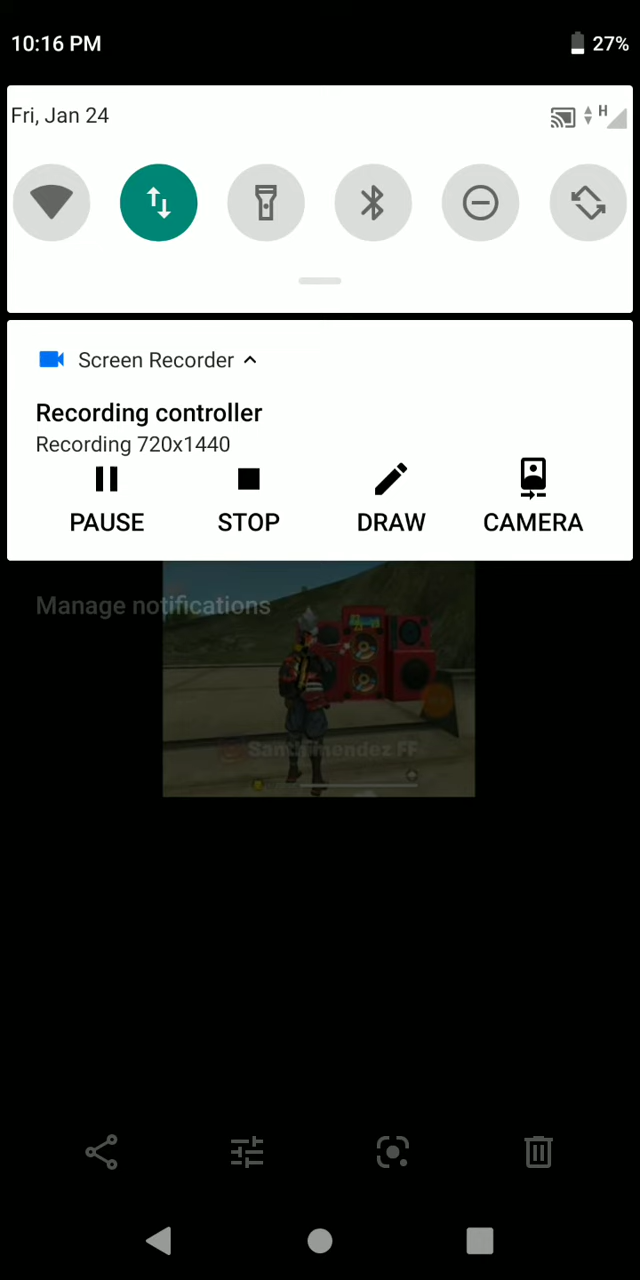 10:16 PM
27%
Fri, Jan 24
H
Screen Recorder
Recording controller
Recording 720x1440
PAUSE
STOP
DRAW
CAMERA
Manage notifications
FF